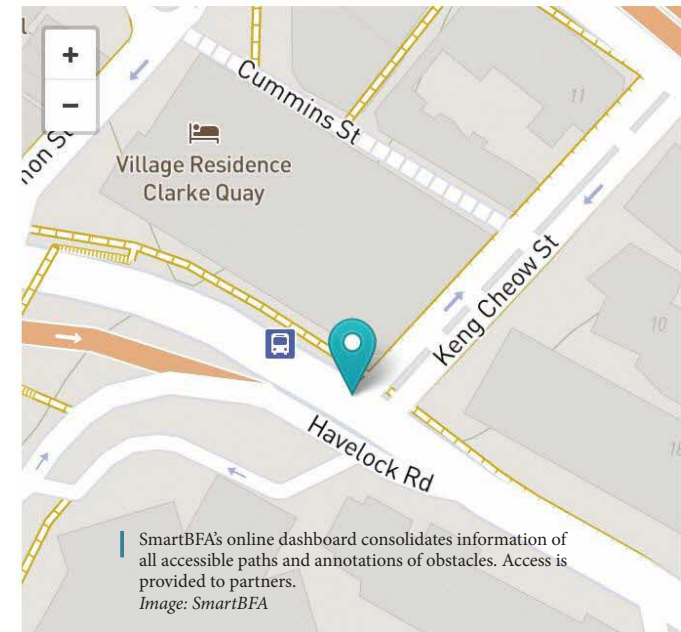 +
−
Cummins St
11
Village Residence
Clarke Quay
Keng Cheow St
10
Havelock Rd
SmartBFA's online dashboard consolidates information of
all accessible paths and annotations of obstacles. Access is
provided to partners.
Image: SmartBFA